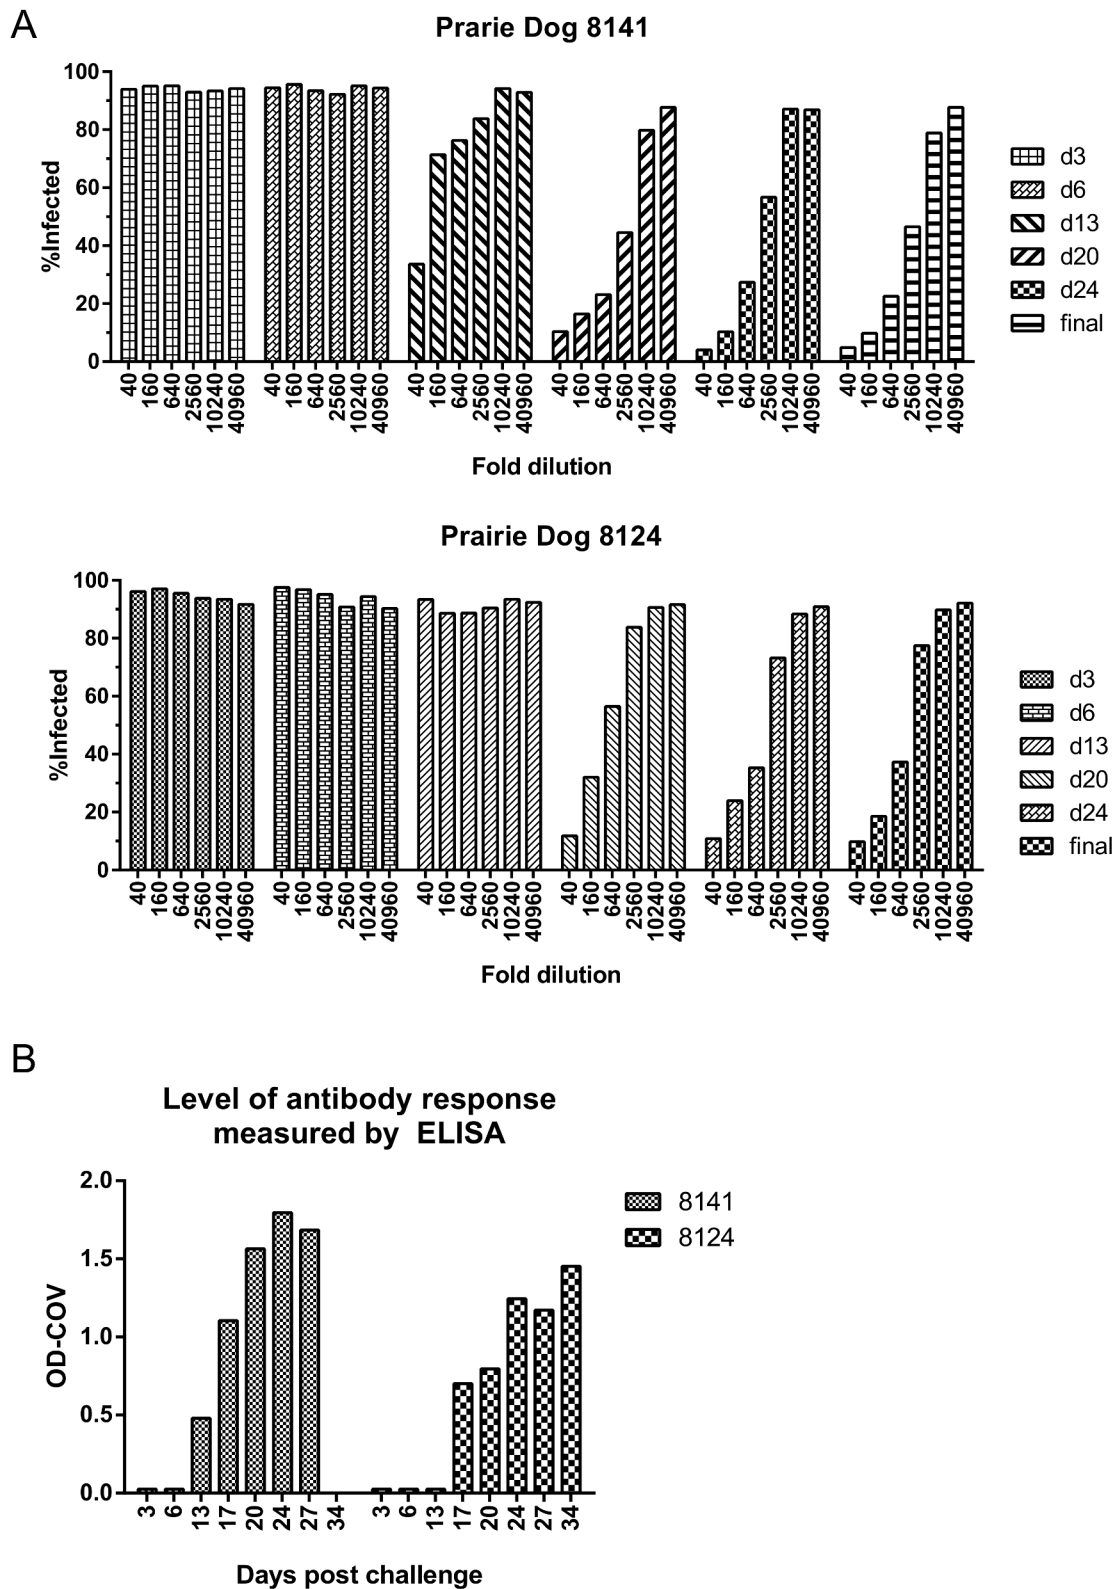 A
Prarie Dog 8141
%Infected
100
80
60
40
20
0
40 160 640 2560 10240 40960 40 160 640 2560 10240 40960 40 160 640 2560 10240 40960 40 160 640 2560 10240 40960 40 160 640 2560 10240 40960 40 160 640 2560 10240 40960
Fold dilution
d3
d6
d13
d20
d24
final
Prairie Dog 8124
%Infected
100
80
60
40
20
0
40 160 640 2560 10240 40960 40 160 640 2560 10240 40960 40 160 640 2560 10240 40960 40 160 640 2560 10240 40960 40 160 640 2560 10240 40960 40 160 640 2560 10240 40960
Fold dilution
d3
d6
d13
d20
d24
final
B
Level of antibody response
measured by ELISA
OD-COV
2.0
1.5
1.0
0.5
0.0
3 6 13 17 20 24 27 34 3 6 13 17 20 24 27 34
Days post challenge
8141
8124